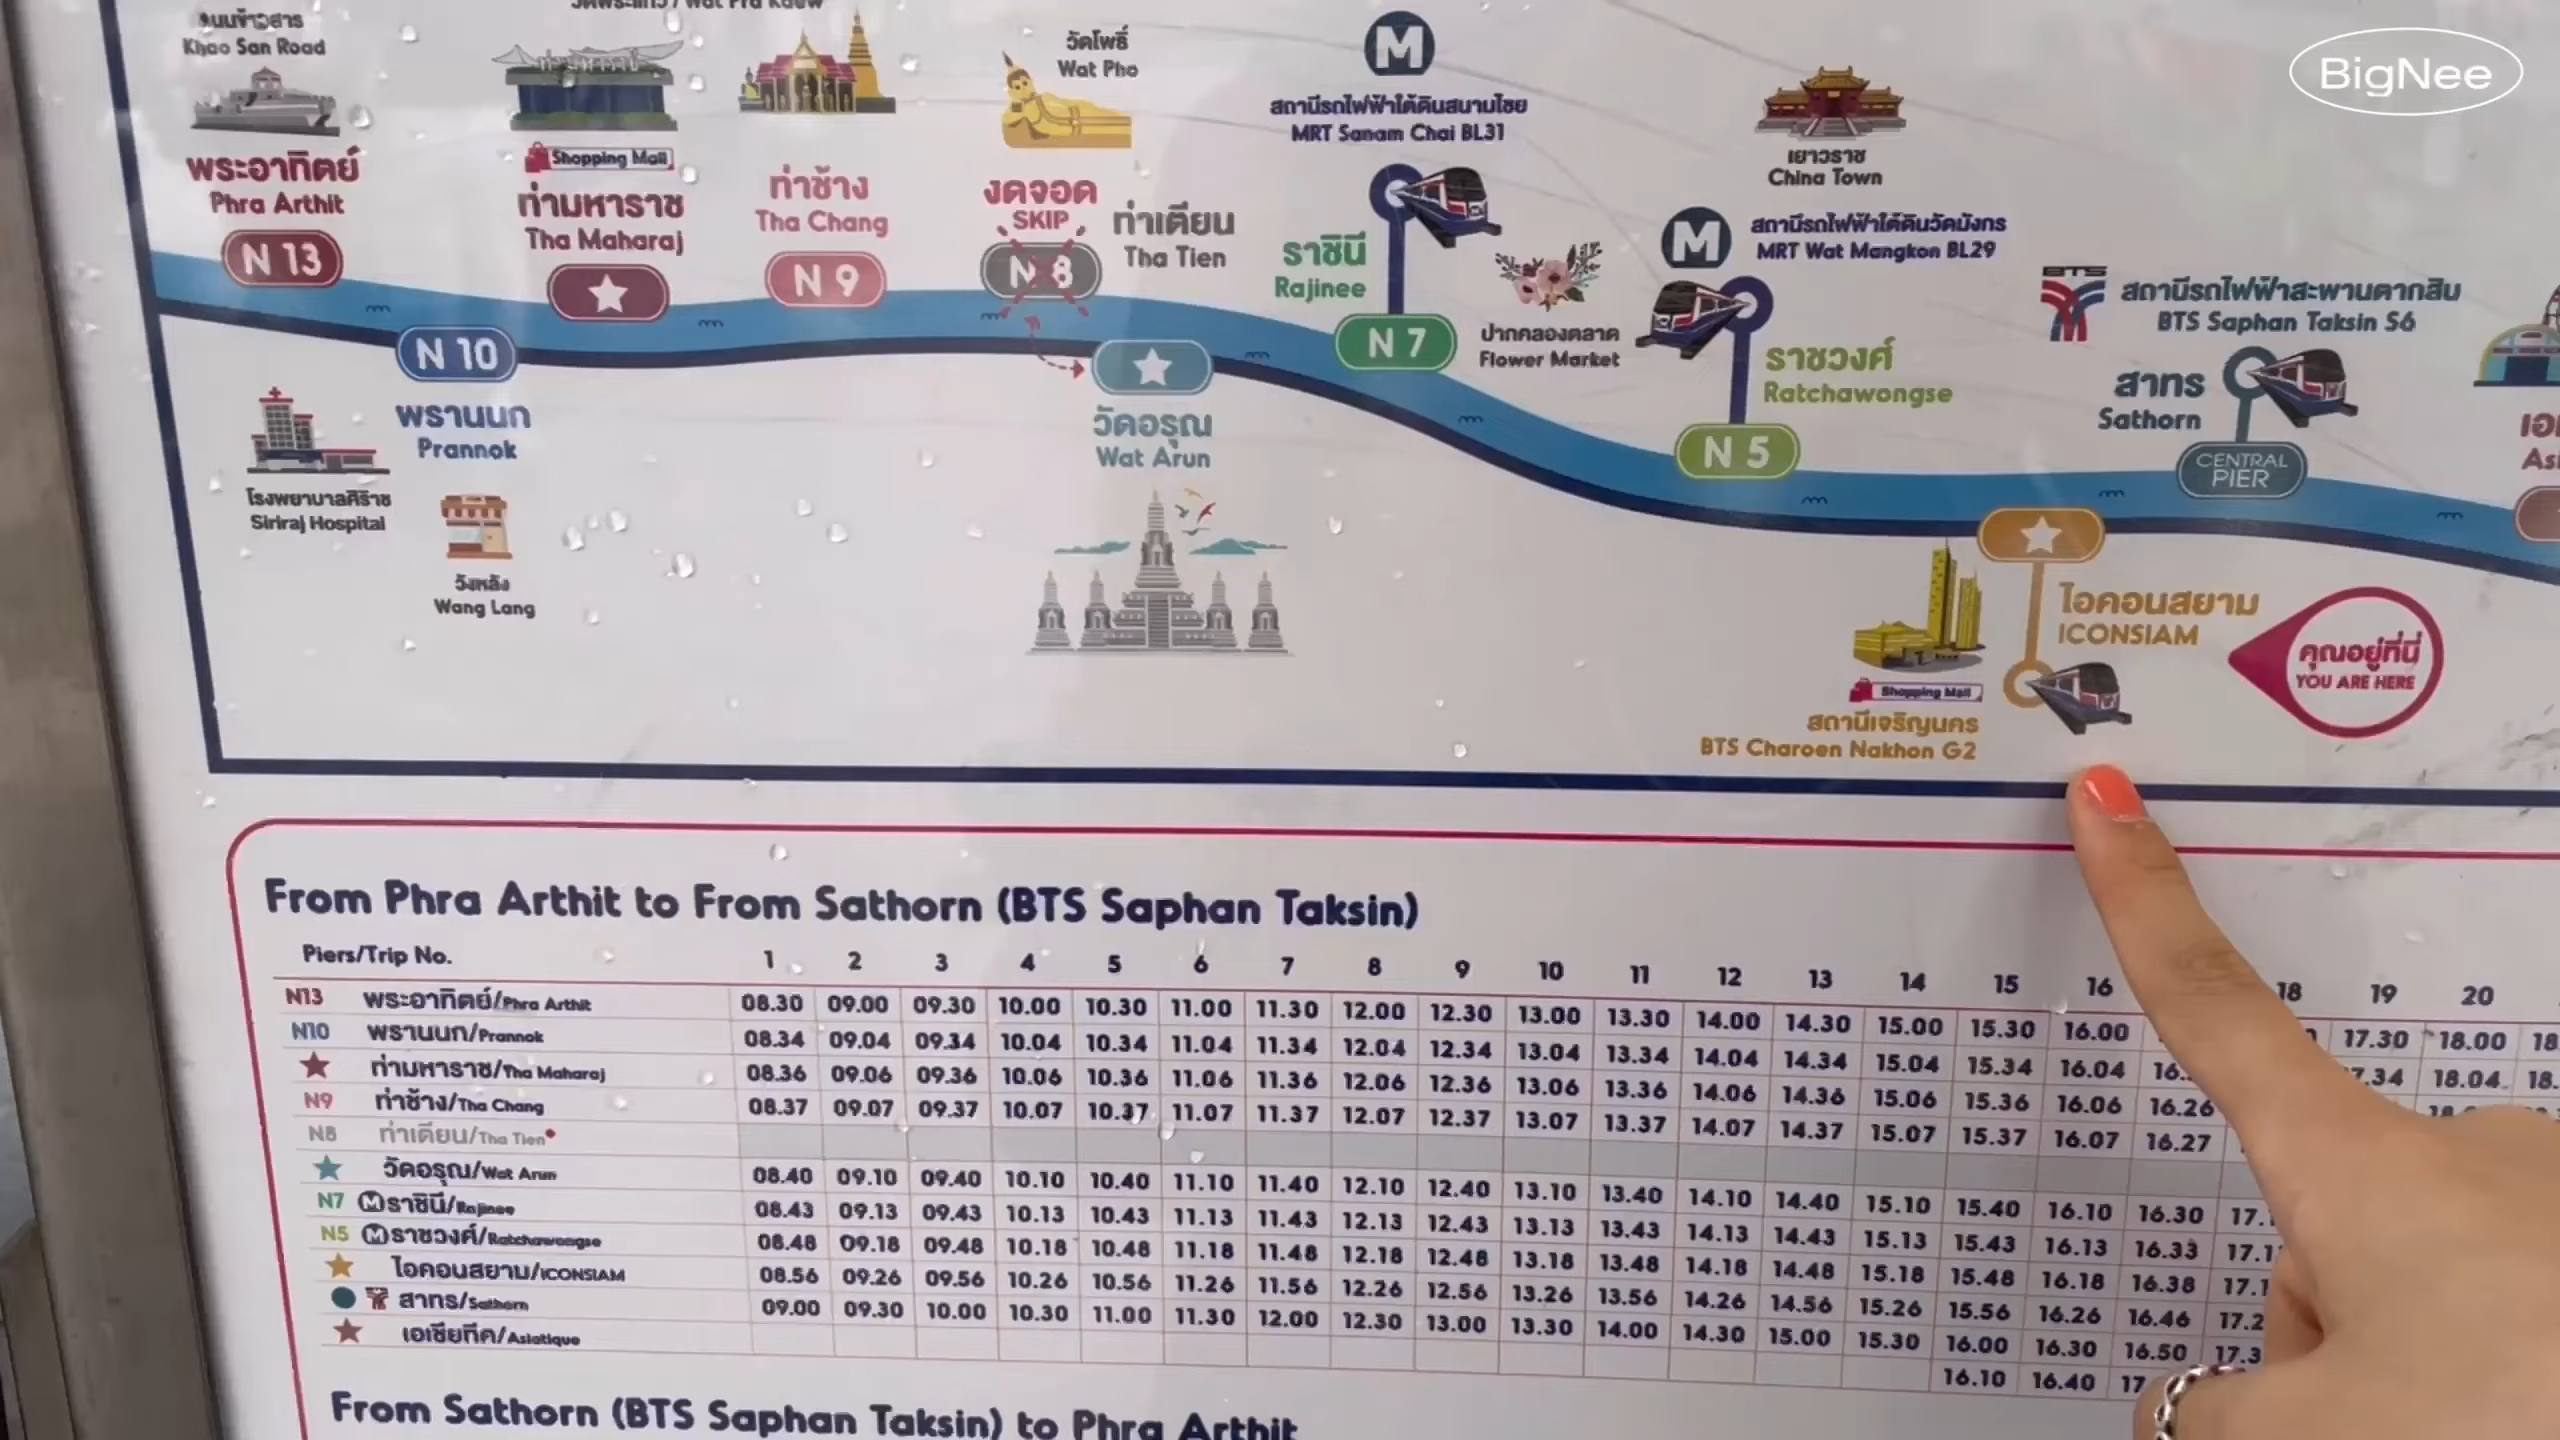 BigNee
ถนนข้าวสาร
Khao San Road
พระอาทิตย์
Phra Arthit
N 13
Shopping Mall
ท่ามหาราช
Tha Maharaj
ท่าช้าง
Tha Chang
N 9
วัดโพธิ์
Wat Pho
งดจอด
SKIP
N 8
ท่าเตียน
Tha Tien
M
สถานีรถไฟฟ้าใต้ดินสนามไชย
MRT Sanam Chai BL31
ราชินี
Rajinee
N 7
ปากคลองตลาด
Flower Market
เยาวราช
China Town
M
สถานีรถไฟฟ้าใต้ดินวัดมังกร
MRT Wat Mangkon BL29
ราชวงศ์
Ratchawongse
N 5
BTS
สถานีรถไฟฟ้าสะพานตากสิน
BTS Saphan Taksin S6
สาทร
Sathorn
CENTRAL
PIER
N 10
พรานนก
Prannok
โรงพยาบาลศิริราช
Siriraj Hospital
วังหลัง
Wang Lang
วัดอรุณ
Wat Arun
ไอคอนสยาม
ICONSIAM
Shopping Mall
สถานีเจริญนคร
BTS Charoen Nakhon G2
คุณอยู่ที่นี่
YOU ARE HERE
From Phra Arthit to From Sathorn (BTS Saphan Taksin)
Piers/Trip No. 1 2 3 4 5 6 7 8 9 10 11 12 13 14 15 16 18 19 20
N13 พระอาทิตย์/Phra Arthit 08.30 09.00 09.30 10.00 10.30 11.00 11.30 12.00 12.30 13.00 13.30 14.00 14.30 15.00 15.30 16.00 17.30 18.00
N10 พรานนก/Prannok 08.34 09.04 09.34 10.04 10.34 11.04 11.34 12.04 12.34 13.04 13.34 14.04 14.34 15.04 15.34 16.04 18.04
ท่ามหาราช/Tha Maharaj 08.36 09.06 09.36 10.06 10.36 11.06 11.36 12.06 12.36 13.06 13.36 14.06 14.36 15.06 15.36 16.06 16.26
N9 ท่าช้าง/Tha Chang 08.37 09.07 09.37 10.07 10.37 11.07 11.37 12.07 12.37 13.07 13.37 14.07 14.37 15.07 15.37 16.07 16.27
N8 ท่าเตียน/Tha Tien
วัดอรุณ/Wat Arun 08.40 09.10 09.40 10.10 10.40 11.10 11.40 12.10 12.40 13.10 13.40 14.10 14.40 15.10 15.40 16.10 16.30
N7 M ราชินี/Rajinee 08.43 09.13 09.43 10.13 10.43 11.13 11.43 12.13 12.43 13.13 13.43 14.13 14.43 15.13 15.43 16.13 16.33
N5 M ราชวงศ์/Ratchawongse 08.48 09.18 09.48 10.18 10.48 11.18 11.48 12.18 12.48 13.18 13.48 14.18 14.48 15.18 15.48 16.18 16.38
ไอคอนสยาม/ICONSIAM 08.56 09.26 09.56 10.26 10.56 11.26 11.56 12.26 12.56 13.26 13.56 14.26 14.56 15.26 15.56 16.26 16.46
สาทร/Sathorn 09.00 09.30 10.00 10.30 11.00 11.30 12.00 12.30 13.00 13.30 14.00 14.30 15.00 15.30 16.00 16.30 16.50
เอเชียทีค/Asiatique 16.10 16.40
From Sathorn (BTS Saphan Taksin) to Phra Arthit